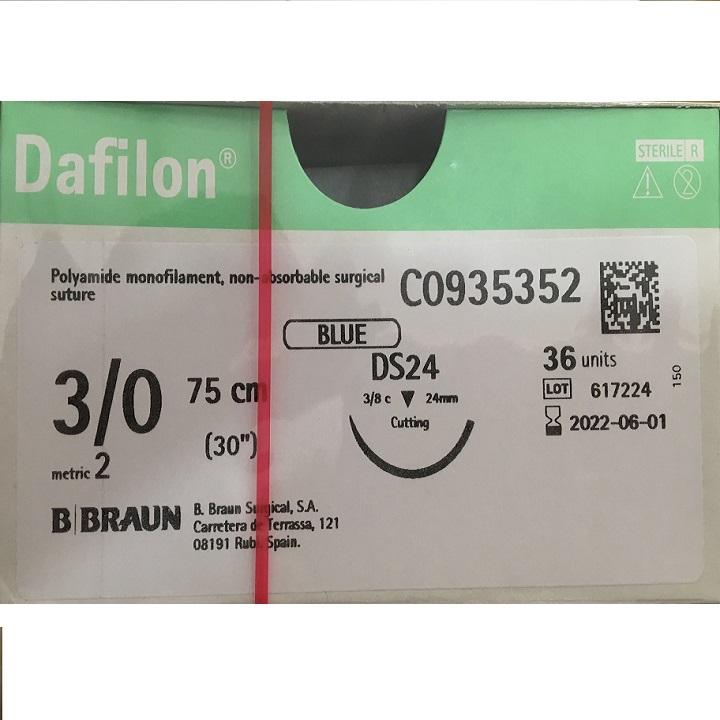 Dafilon®
STERILE R
Polyamide monofilament, non-absorbable surgical
suture
C0935352
BLUE
DS24
3/8 c 24mm
Cutting
36 units
LOT 617224
2022-06-01
150
3/0 75 cm
(30")
metric 2
B|BRAUN
B. Braun Surgical, S.A.
Carretera de Terrassa, 121
08191 Rubi, Spain.